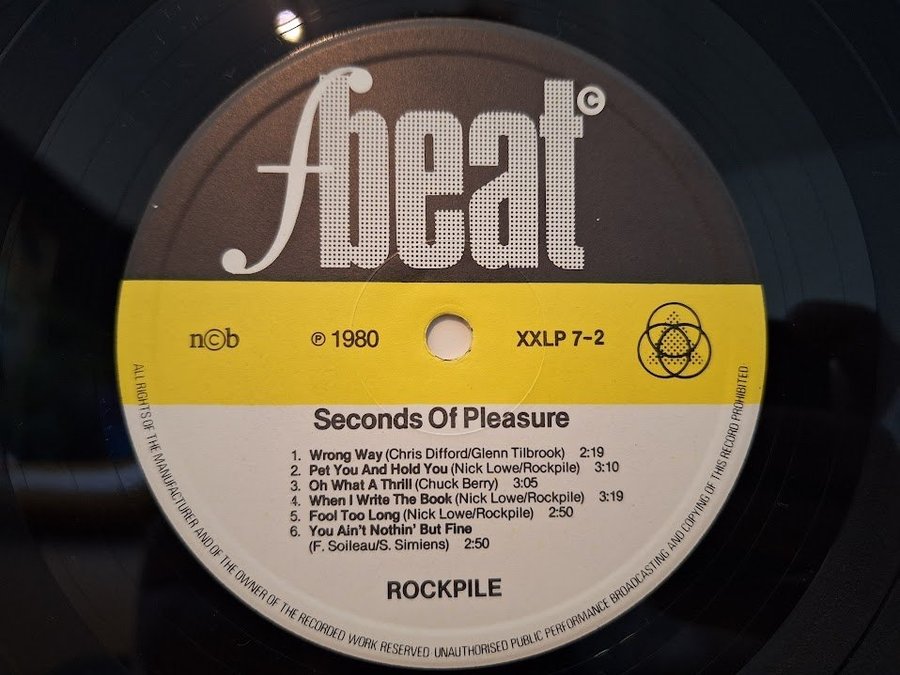 fbeat ©
n©b
℗ 1980
XXLP 7-2
Seconds Of Pleasure
1. Wrong Way (Chris Difford/Glenn Tilbrook) 2:19
2. Pet You And Hold You (Nick Lowe/Rockpile) 3:10
3. Oh What A Thrill (Chuck Berry) 3:05
4. When I Write The Book (Nick Lowe/Rockpile) 3:19
5. Fool Too Long (Nick Lowe/Rockpile) 2:50
6. You Ain't Nothin' But Fine
(F. Soileau/S. Simiens) 2:50
ROCKPILE
ALL RIGHTS OF THE MANUFACTURER AND OF THE OWNER OF THE RECORDED WORK RESERVED UNAUTHORISED PUBLIC PERFORMANCE BROADCASTING AND COPYING OF THIS RECORD PROHIBITED